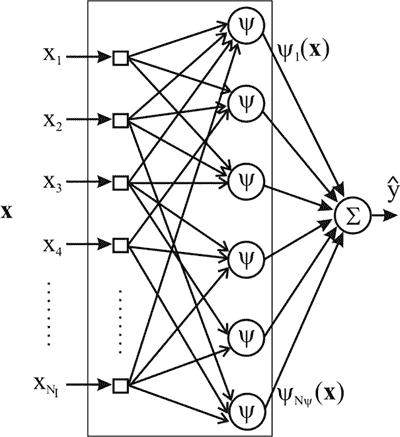 ψ
x₁ ψ₁(x)
ψ
x₂
x₃ ψ
x Σ ŷ
x₄ ψ
ψ
x_{N_I} ψ_{Nψ}(x)
ψ